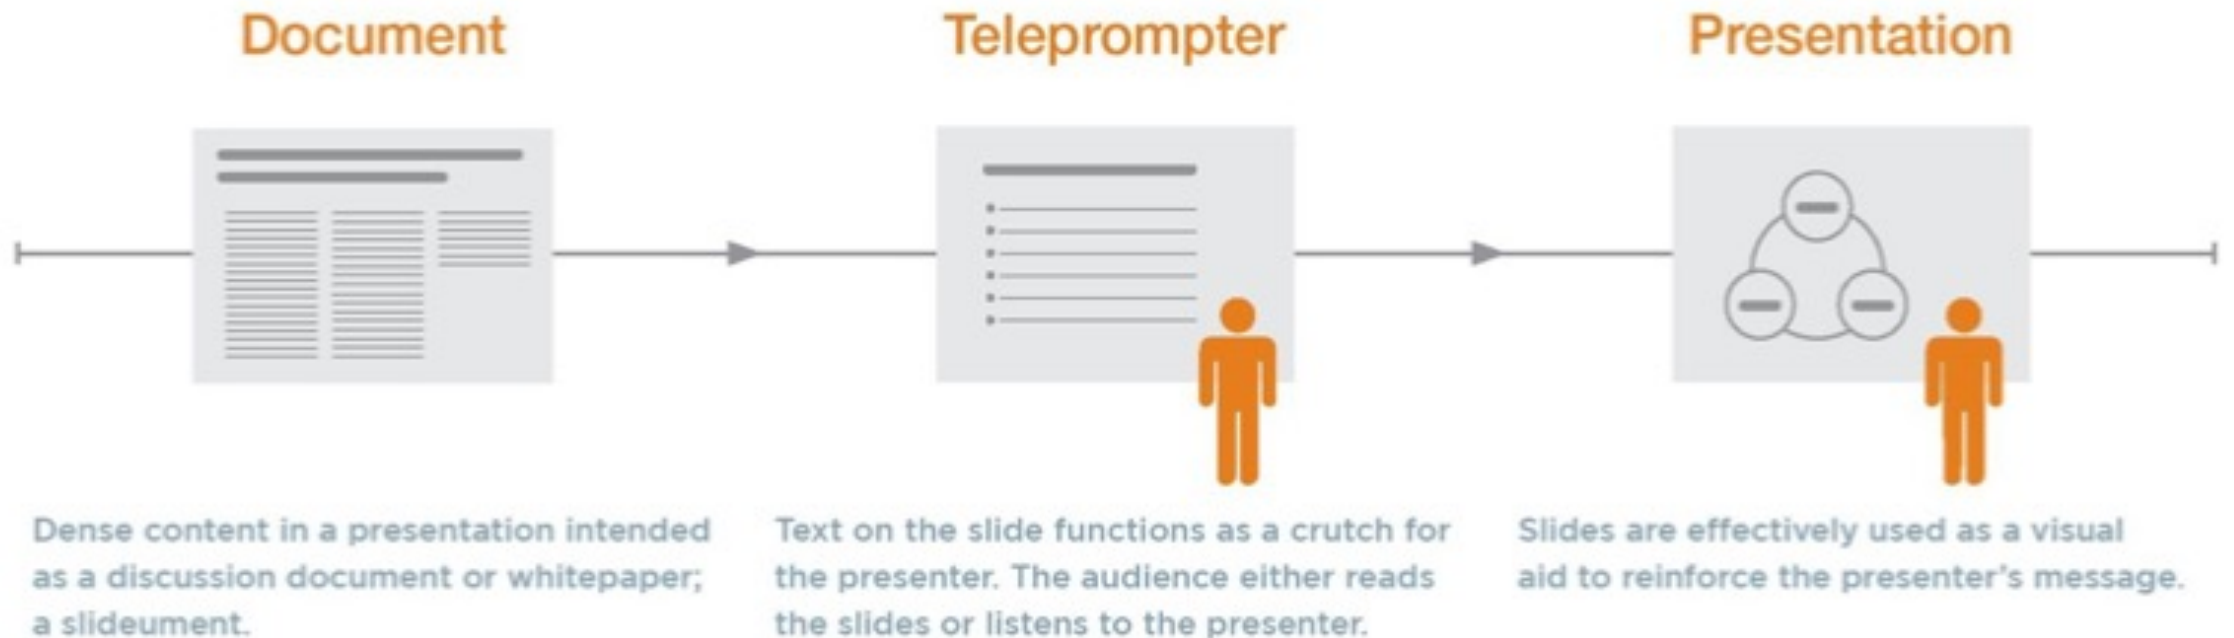 Document
Dense content in a presentation intended
as a discussion document or whitepaper;
a slideument.
Teleprompter
Text on the slide functions as a crutch for
the presenter. The audience either reads
the slides or listens to the presenter.
Presentation
Slides are effectively used as a visual
aid to reinforce the presenter's message.